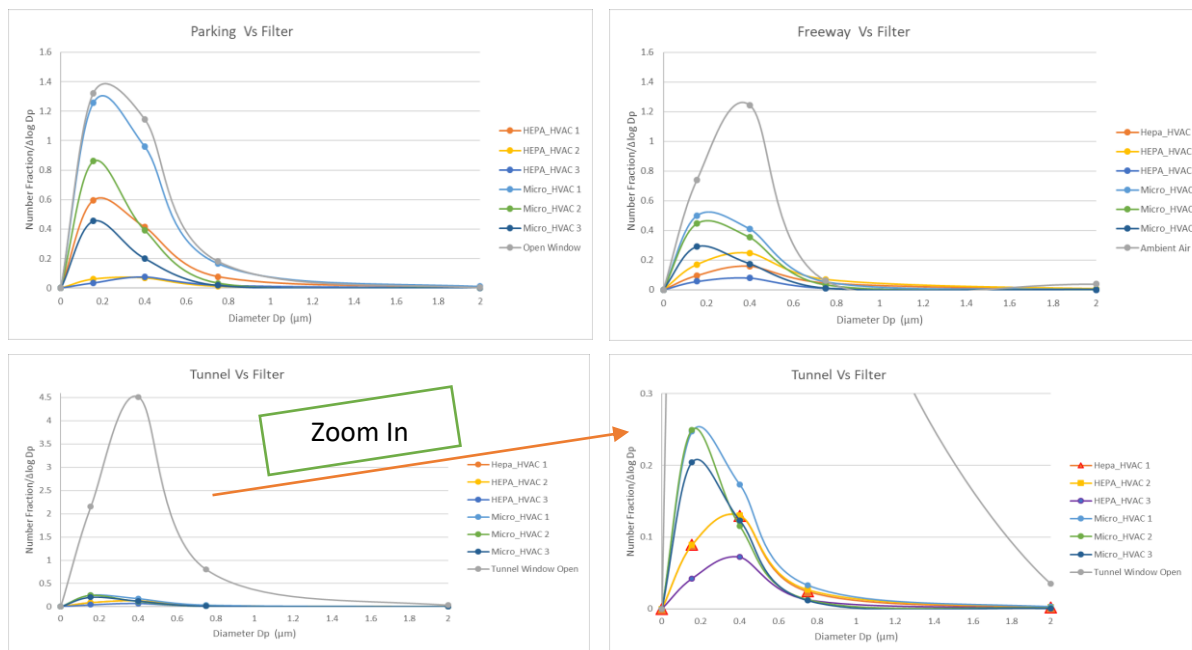 Parking Vs Filter
Number Fraction/Δlog Dp
1.6
1.4
1.2
1
0.8
0.6
0.4
0.2
0
0 0.2 0.4 0.6 0.8 1 1.2 1.4 1.6 1.8 2
Diameter Dp (μm)
HEPA_HVAC 1
HEPA_HVAC 2
HEPA_HVAC 3
Micro_HVAC 1
Micro_HVAC 2
Micro_HVAC 3
Open Window
Freeway Vs Filter
Number Fraction/Δlog Dp
1.6
1.4
1.2
1
0.8
0.6
0.4
0.2
0
0 0.2 0.4 0.6 0.8 1 1.2 1.4 1.6 1.8 2
Diameter Dp (μm)
Hepa_HVAC
HEPA_HVAC
HEPA_HVAC
Micro_HVAC
Micro_HVAC
Micro_HVAC
Ambient Air
Tunnel Vs Filter
Number Fraction/Δlog Dp
4.5
4
3.5
3
2.5
2
1.5
1
0.5
0
0 0.2 0.4 0.6 0.8 1 1.2 1.4 1.6 1.8 2
Diameter Dp (μm)
Zoom In
Hepa_HVAC 1
HEPA_HVAC 2
HEPA_HVAC 3
Micro_HVAC 1
Micro_HVAC 2
Micro_HVAC 3
Tunnel Window Open
Tunnel Vs Filter
Number Fraction/Δlog Dp
0.3
0.2
0.1
0
0 0.2 0.4 0.6 0.8 1 1.2 1.4 1.6 1.8 2
Diameter Dp (μm)
Hepa_HVAC 1
HEPA_HVAC 2
HEPA_HVAC 3
Micro_HVAC 1
Micro_HVAC 2
Micro_HVAC 3
Tunnel Window Open